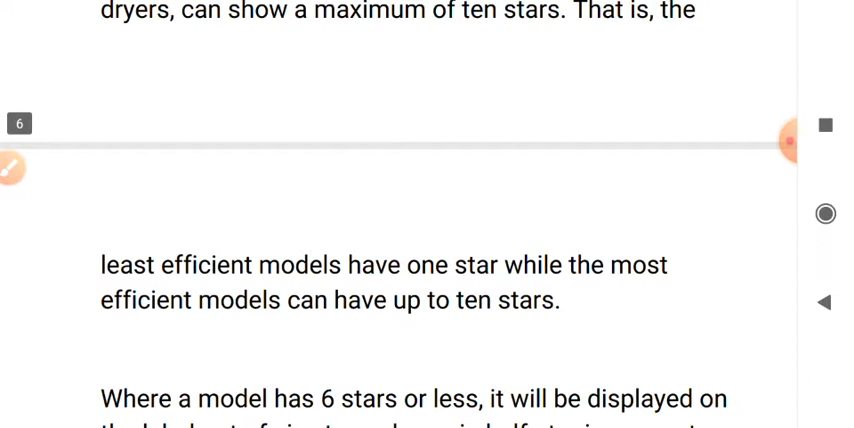 dryers, can show a maximum of ten stars. That is, the
6
least efficient models have one star while the most
efficient models can have up to ten stars.
Where a model has 6 stars or less, it will be displayed on